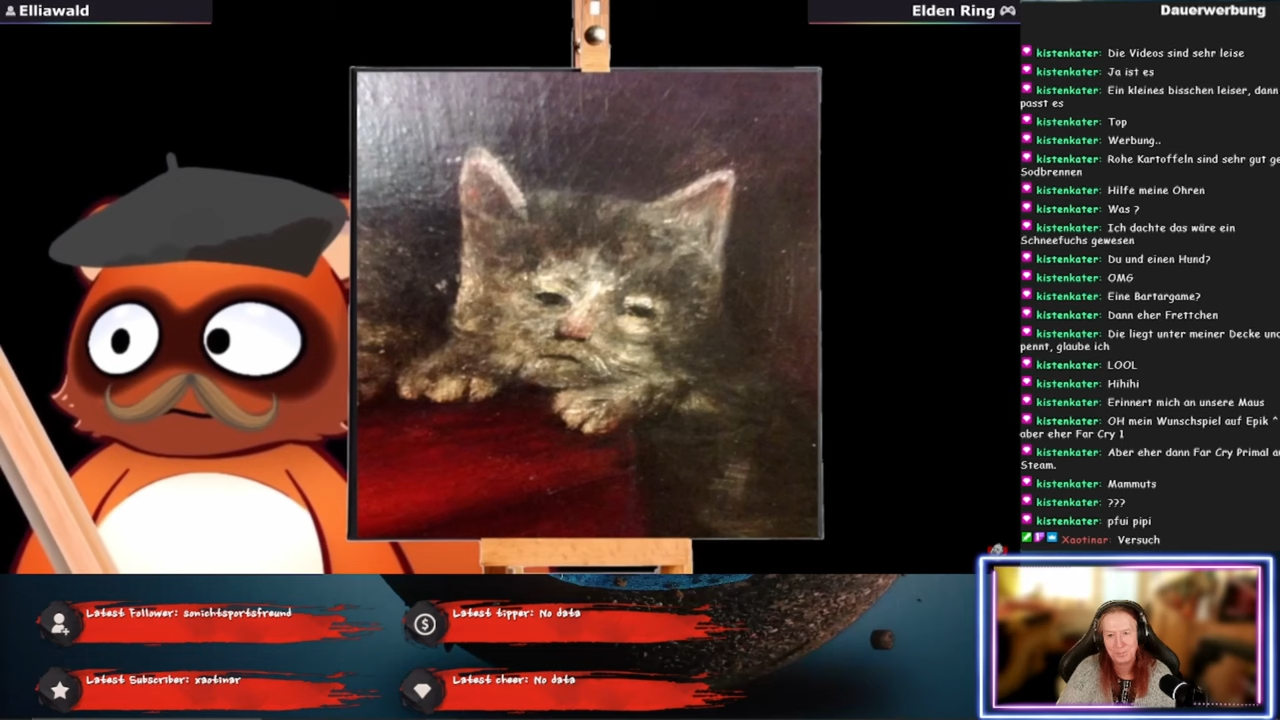 Elliawald
Elden Ring
Dauerwerbung
kistenkater: Die Videos sind sehr leise
kistenkater: Ja ist es
kistenkater: Ein kleines bisschen leiser, dann
passt es
kistenkater: Top
kistenkater: Werbung..
kistenkater: Rohe Kartoffeln sind sehr gut ge
Sodbrennen
kistenkater: Hilfe meine Ohren
kistenkater: Was ?
kistenkater: Ich dachte das wäre ein
Schneefuchs gewesen
kistenkater: Du und einen Hund?
kistenkater: OMG
kistenkater: Eine Bartargame?
kistenkater: Dann eher Frettchen
kistenkater: Die liegt unter meiner Decke und
pennt, glaube ich
kistenkater: LOOL
kistenkater: Hihihi
kistenkater: Erinnert mich an unsere Maus
kistenkater: OH mein Wunschspiel auf Epik ^
aber eher Far Cry 1
kistenkater: Aber eher dann Far Cry Primal au
Steam.
kistenkater: Mammuts
kistenkater: ???
kistenkater: pfui pipi
Xaotinar: Versuch
Latest Follower: sonichtsportsfreund
Latest tipper: No data
Latest Subscriber: xaotinar
Latest cheer: No data